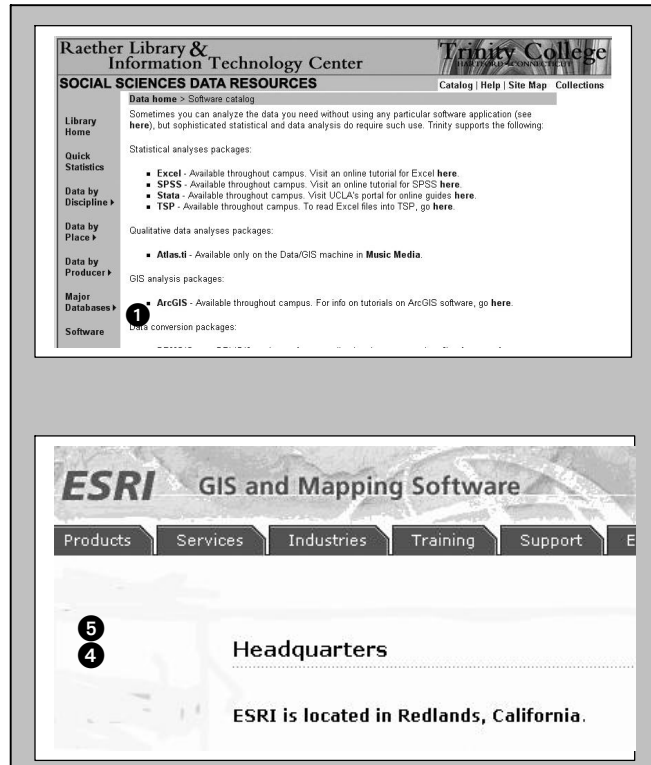 Raether Library &
Information Technology Center
Trinity College
HARTFORD CONNECTICUT
SOCIAL SCIENCES DATA RESOURCES
Catalog | Help | Site Map Collections
Data home > Software catalog
Sometimes you can analyze the data you need without using any particular software application (see
here), but sophisticated statistical and data analysis do require such use. Trinity supports the following:
Library
Home
Quick
Statistics
Data by
Discipline
Data by
Place
Data by
Producer
Major
Databases
Software
Statistical analyses packages:
Excel - Available throughout campus. Visit an online tutorial for Excel here.
SPSS - Available throughout campus. Visit an online tutorial for SPSS here.
Stata - Available throughout campus. Visit UCLA's portal for online guides here.
TSP - Available throughout campus. To read Excel files into TSP, go here.
Qualitative data analyses packages:
Atlas.ti - Available only on the Data/GIS machine in Music Media.
GIS analysis packages:
ArcGIS - Available throughout campus. For info on tutorials on ArcGIS software, go here.
1
Data conversion packages:
ESRI GIS and Mapping Software
Products Services Industries Training Support E
5
4
Headquarters
ESRI is located in Redlands, California.